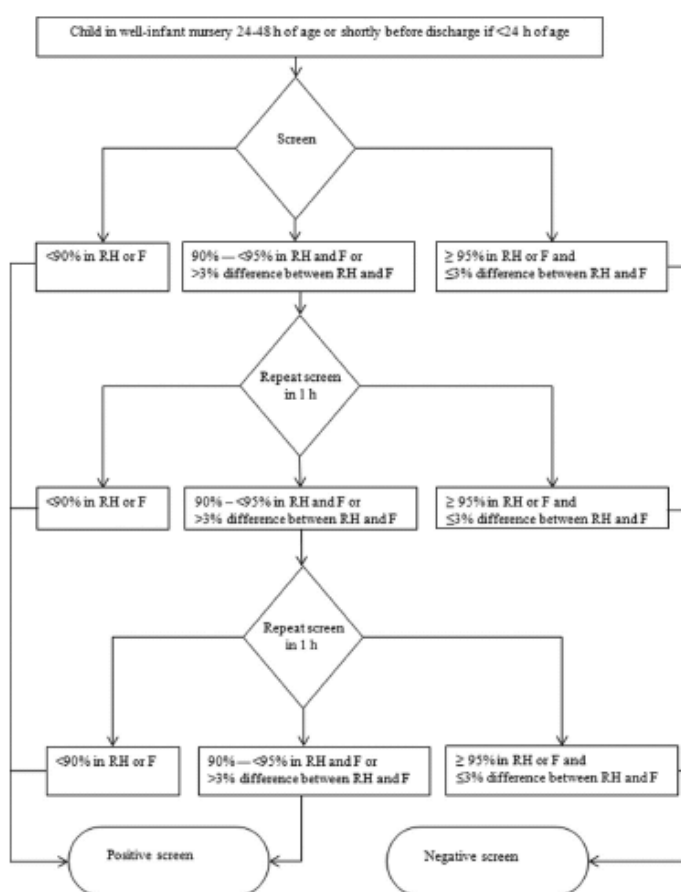 Child in well-infant nursery 24-48 h of age or shortly before discharge if <24 h of age
Screen
<90% in RH or F
90% — <95% in RH and F or
>3% difference between RH and F
≥ 95% in RH or F and
≤3% difference between RH and F
Repeat screen
in 1 h
<90% in RH or F
90% – <95% in RH and F or
>3% difference between RH and F
≥ 95% in RH or F and
≤3% difference between RH and F
Repeat screen
in 1 h
<90% in RH or F
90% — <95% in RH and F or
>3% difference between RH and F
≥ 95% in RH or F and
≤3% difference between RH and F
Positive screen
Negative screen